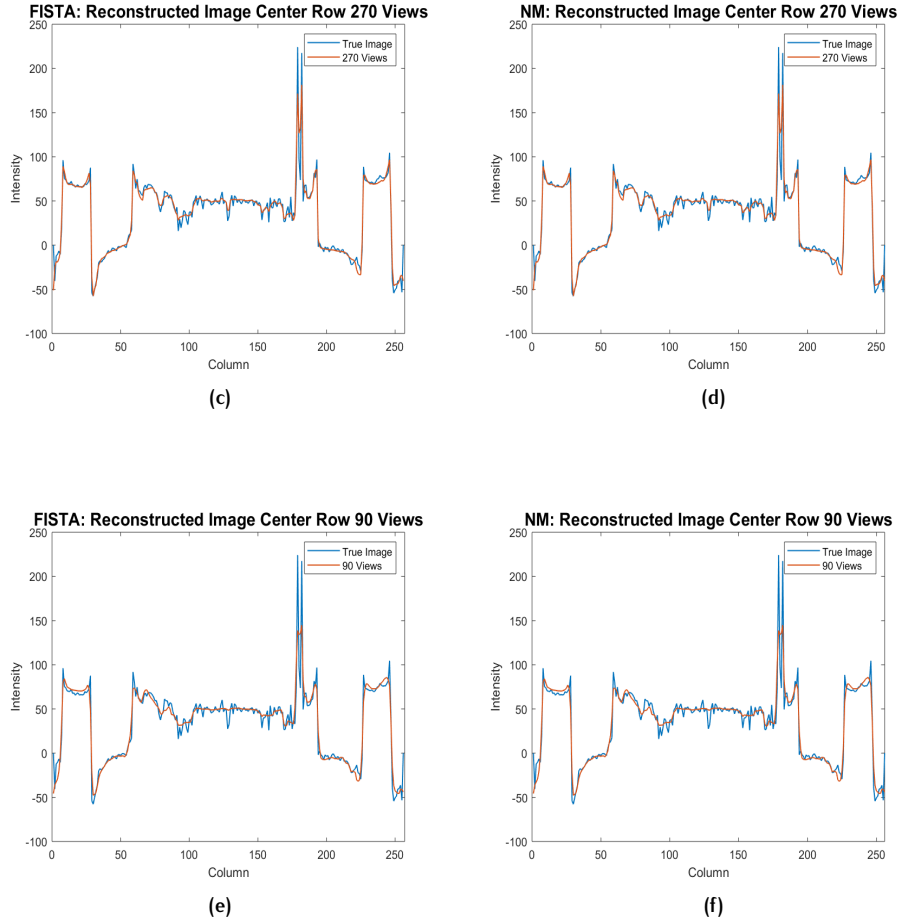 FISTA: Reconstructed Image Center Row 270 Views
250
200
150
100
50
0
-50
-100
Intensity
True Image
270 Views
0 50 100 150 200 250
Column
(c)
NM: Reconstructed Image Center Row 270 Views
250
200
150
100
50
0
-50
-100
Intensity
True Image
270 Views
0 50 100 150 200 250
Column
(d)
FISTA: Reconstructed Image Center Row 90 Views
250
200
150
100
50
0
-50
-100
Intensity
True Image
90 Views
0 50 100 150 200 250
Column
(e)
NM: Reconstructed Image Center Row 90 Views
250
200
150
100
50
0
-50
-100
Intensity
True Image
90 Views
0 50 100 150 200 250
Column
(f)